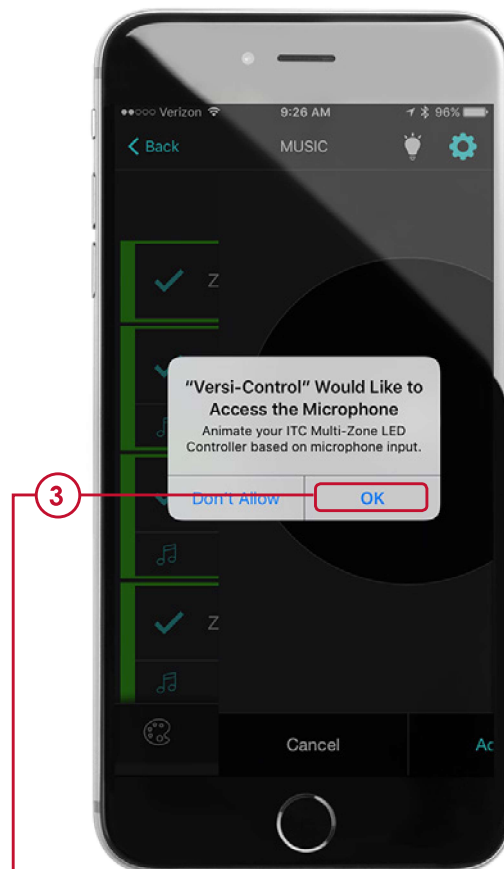 ●●○○○ Verizon 9:26 AM 96%
Back MUSIC
Z
"Versi-Control" Would Like to
Access the Microphone
Animate your ITC Multi-Zone LED
Controller based on microphone input.
3 Don't Allow OK
Z
Cancel Ac